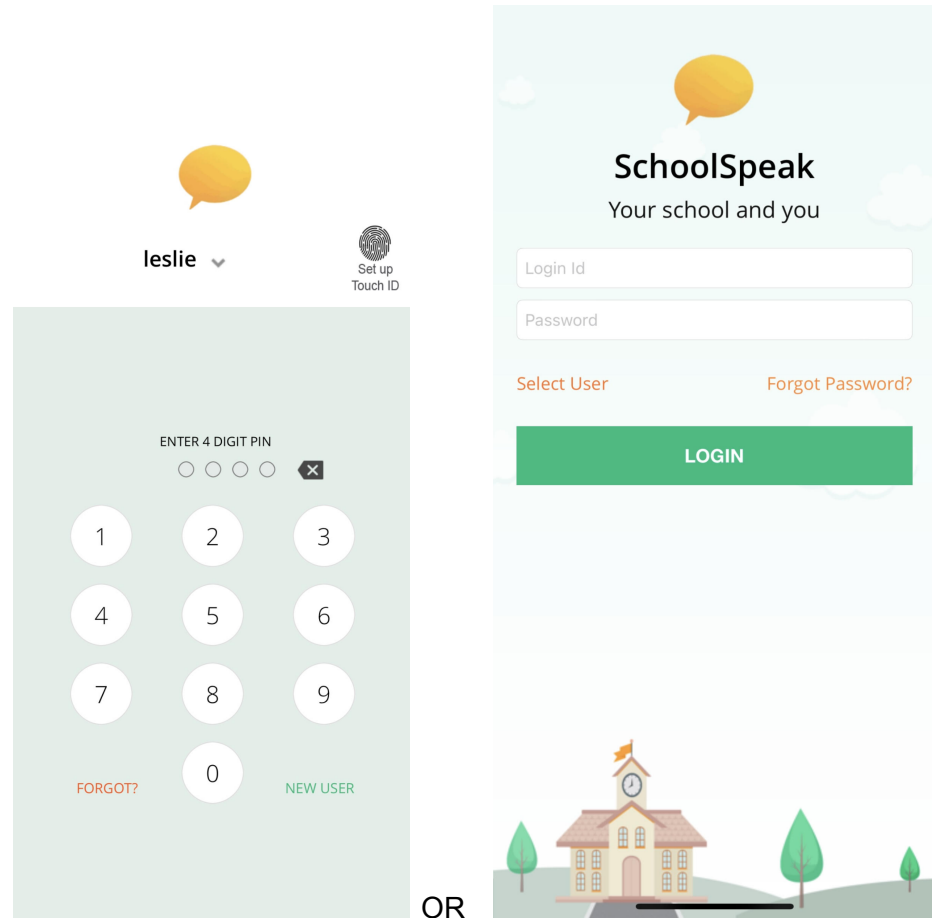 leslie
Set up
Touch ID
ENTER 4 DIGIT PIN
1 2 3
4 5 6
7 8 9
0
FORGOT? NEW USER
OR
SchoolSpeak
Your school and you
Login Id
Password
Select User Forgot Password?
LOGIN